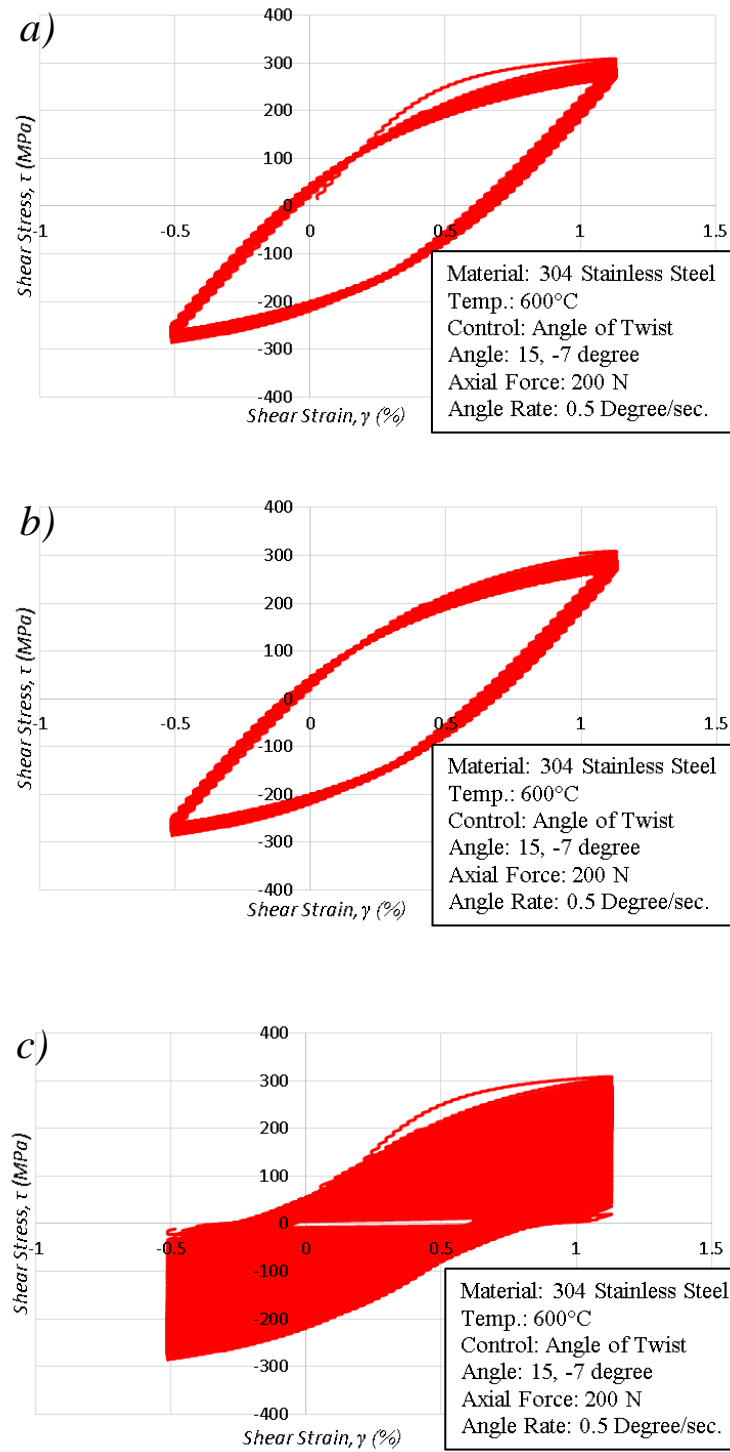 a)
400
300
200
100
0
-100
-200
-300
-400
-1
-0.5
0
0.5
1
1.5
Shear Stress, τ (MPa)
Shear Strain, γ (%)
Material: 304 Stainless Steel
Temp.: 600°C
Control: Angle of Twist
Angle: 15, -7 degree
Axial Force: 200 N
Angle Rate: 0.5 Degree/sec.
b)
400
300
200
100
0
-100
-200
-300
-400
-1
-0.5
0
0.5
1
1.5
Shear Stress, τ (MPa)
Shear Strain, γ (%)
Material: 304 Stainless Steel
Temp.: 600°C
Control: Angle of Twist
Angle: 15, -7 degree
Axial Force: 200 N
Angle Rate: 0.5 Degree/sec.
c)
400
300
200
100
0
-100
-200
-300
-400
-1
-0.5
0
0.5
1
1.5
Shear Stress, τ (MPa)
Shear Strain, γ (%)
Material: 304 Stainless Steel
Temp.: 600°C
Control: Angle of Twist
Angle: 15, -7 degree
Axial Force: 200 N
Angle Rate: 0.5 Degree/sec.